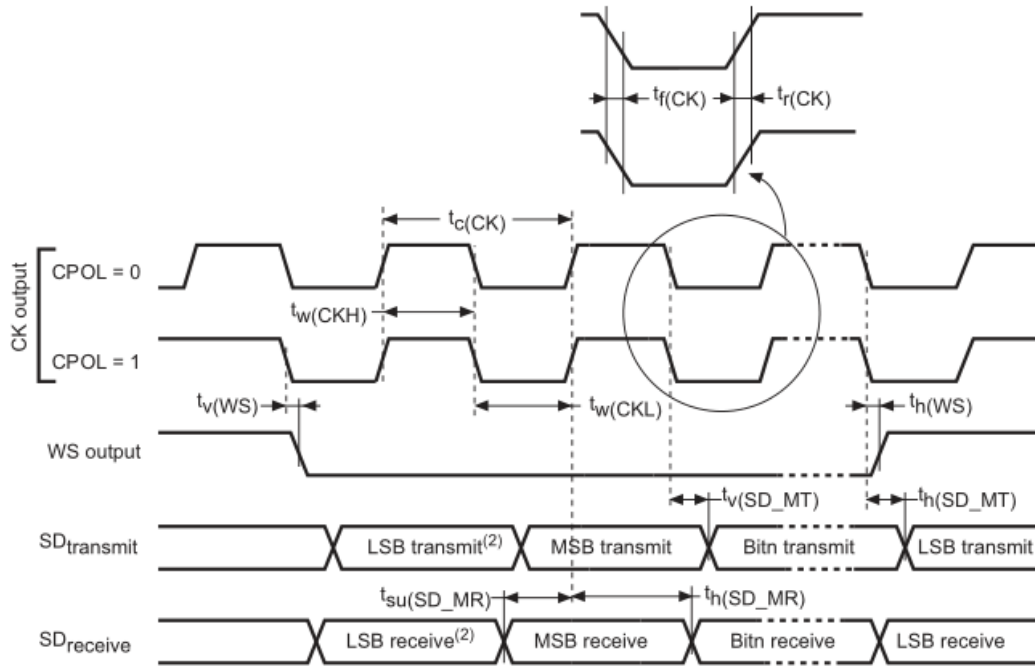 tf(CK)
tr(CK)
tc(CK)
CK output
CPOL = 0
tw(CKH)
CPOL = 1
tv(WS)
tw(CKL)
th(WS)
WS output
tv(SD_MT)
th(SD_MT)
SDtransmit
LSB transmit(2)
MSB transmit
Bitn transmit
LSB transmit
tsu(SD_MR)
th(SD_MR)
SDreceive
LSB receive(2)
MSB receive
Bitn receive
LSB receive